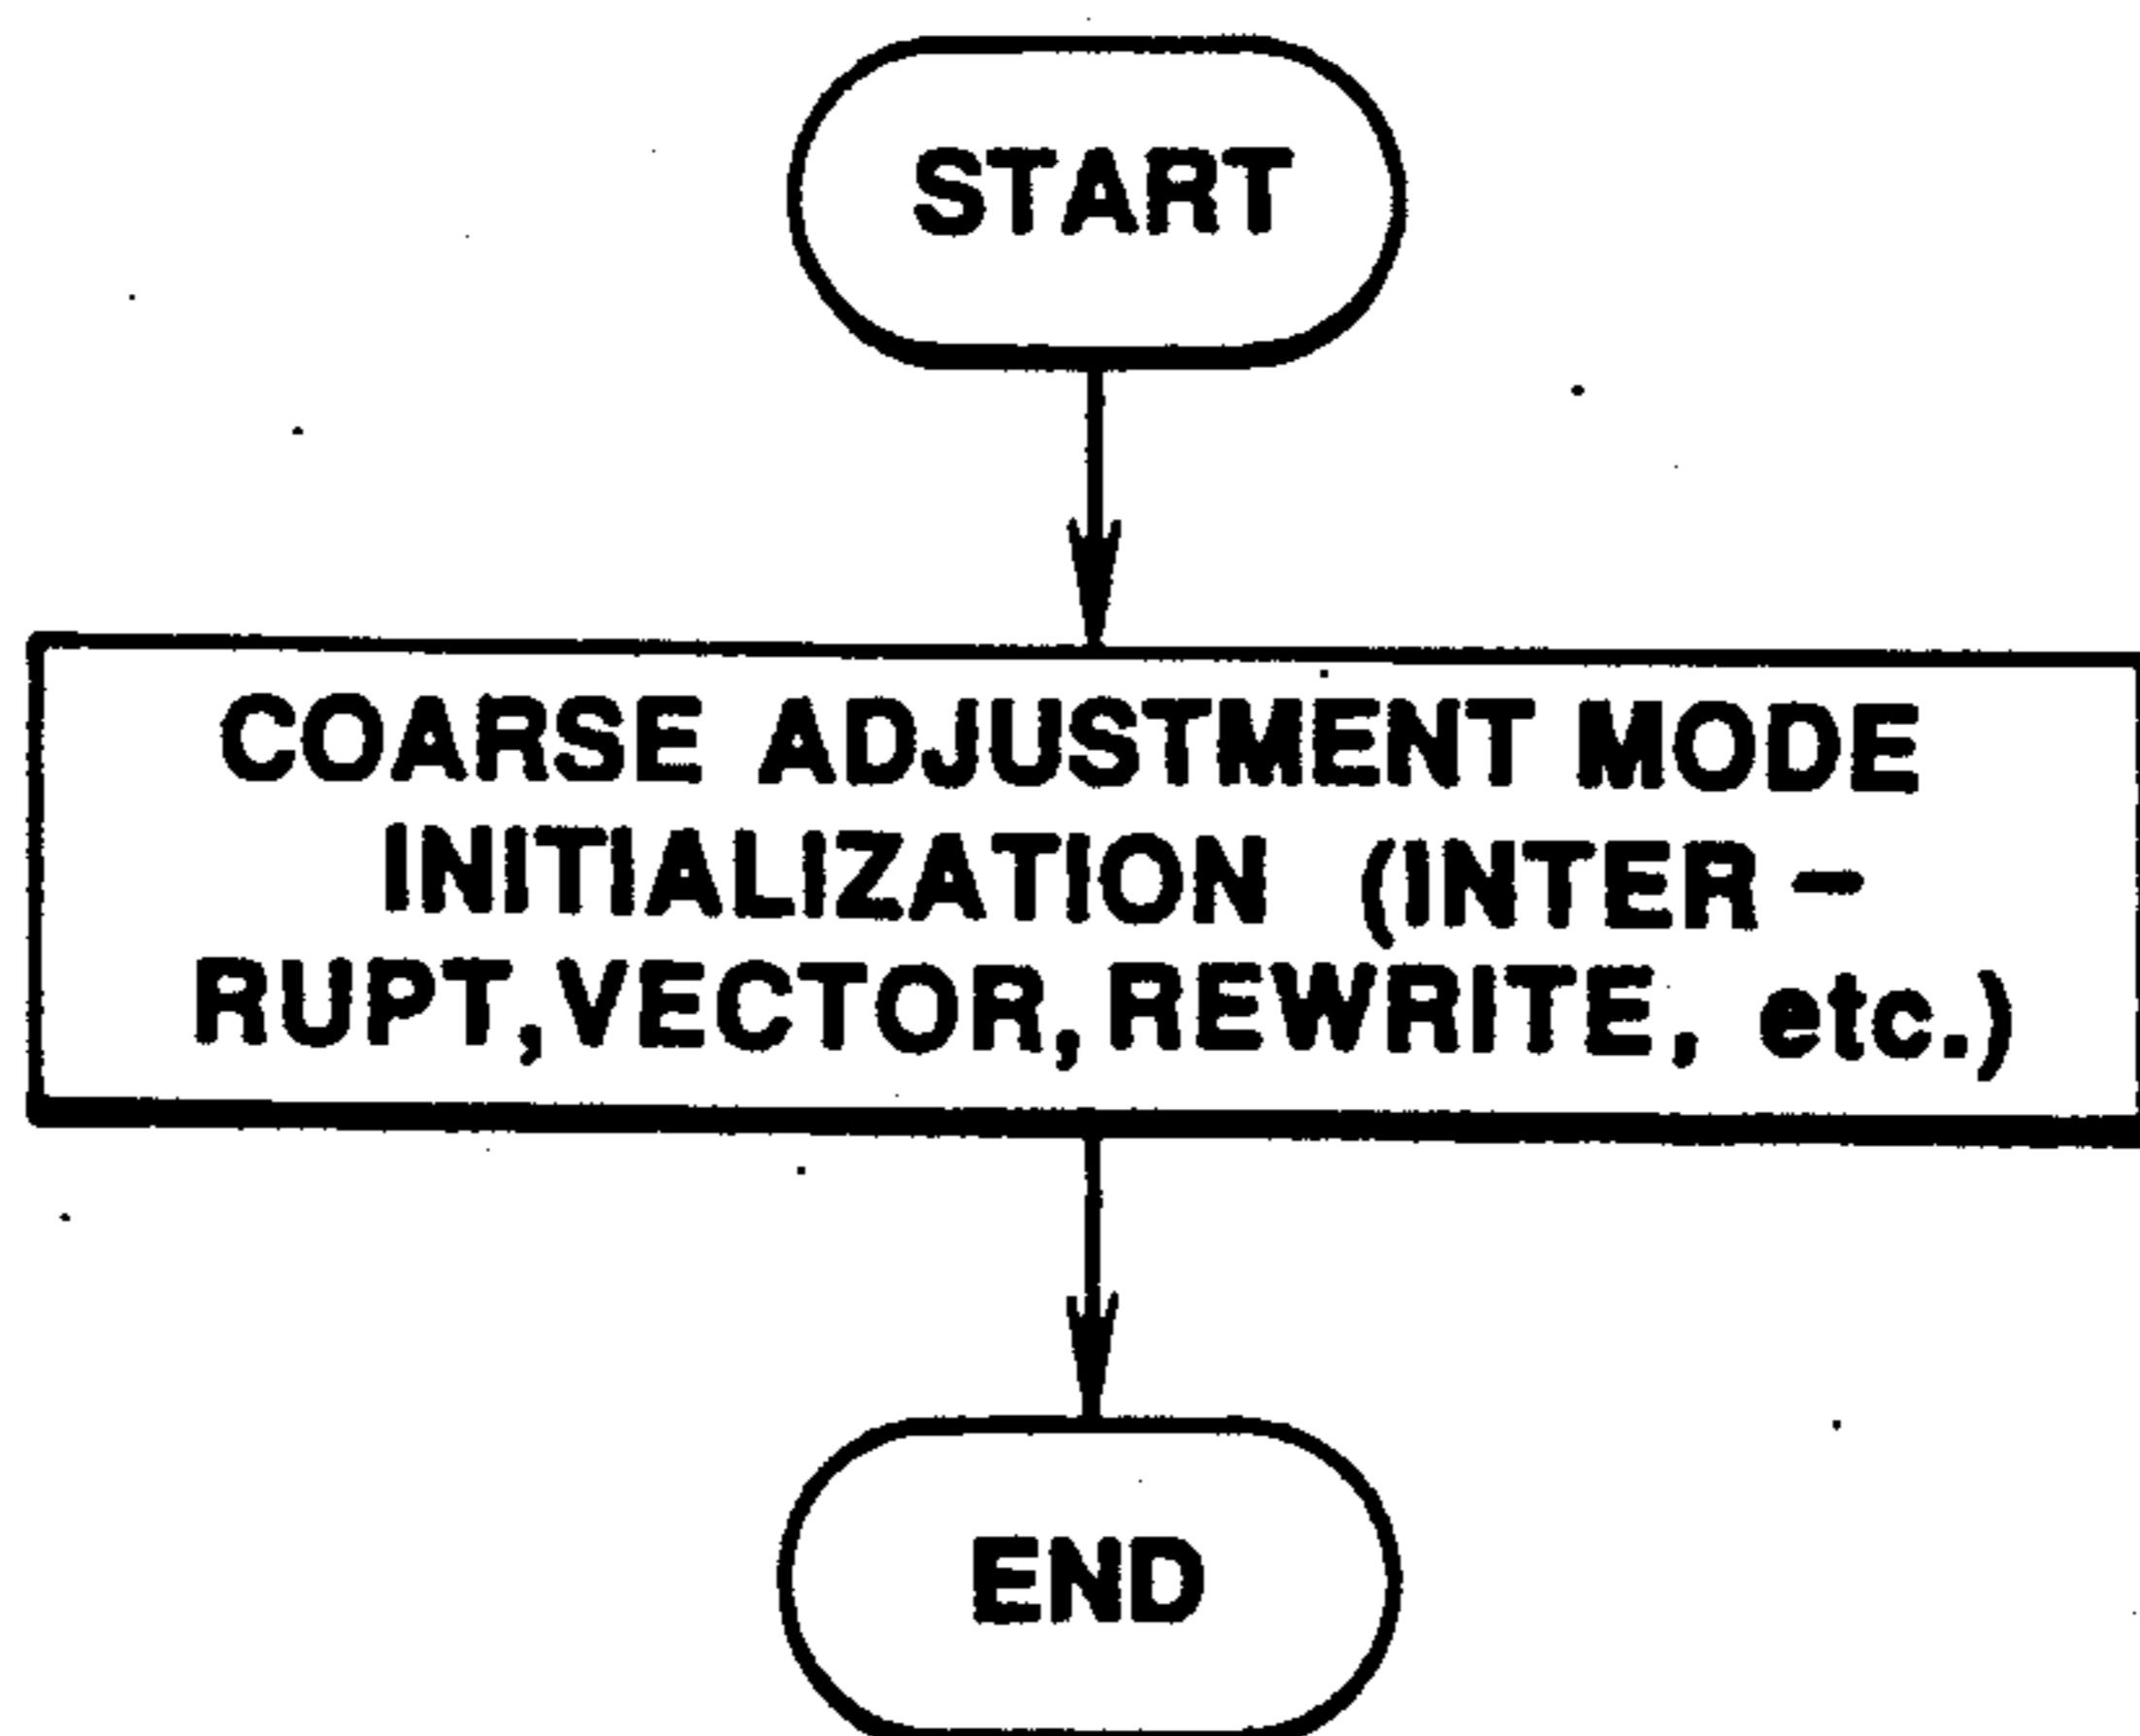 START
COARSE ADJUSTMENT MODE
INITIALIZATION (INTER-
RUPT, VECTOR, REWRITE, etc.)
END